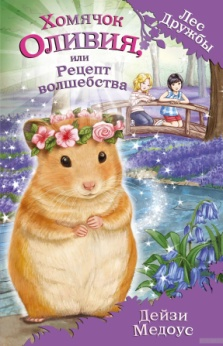 Хомячок
Оливия,
или
Рецепт
волшебства
Лес
Дружбы
Дейзи
Медоус